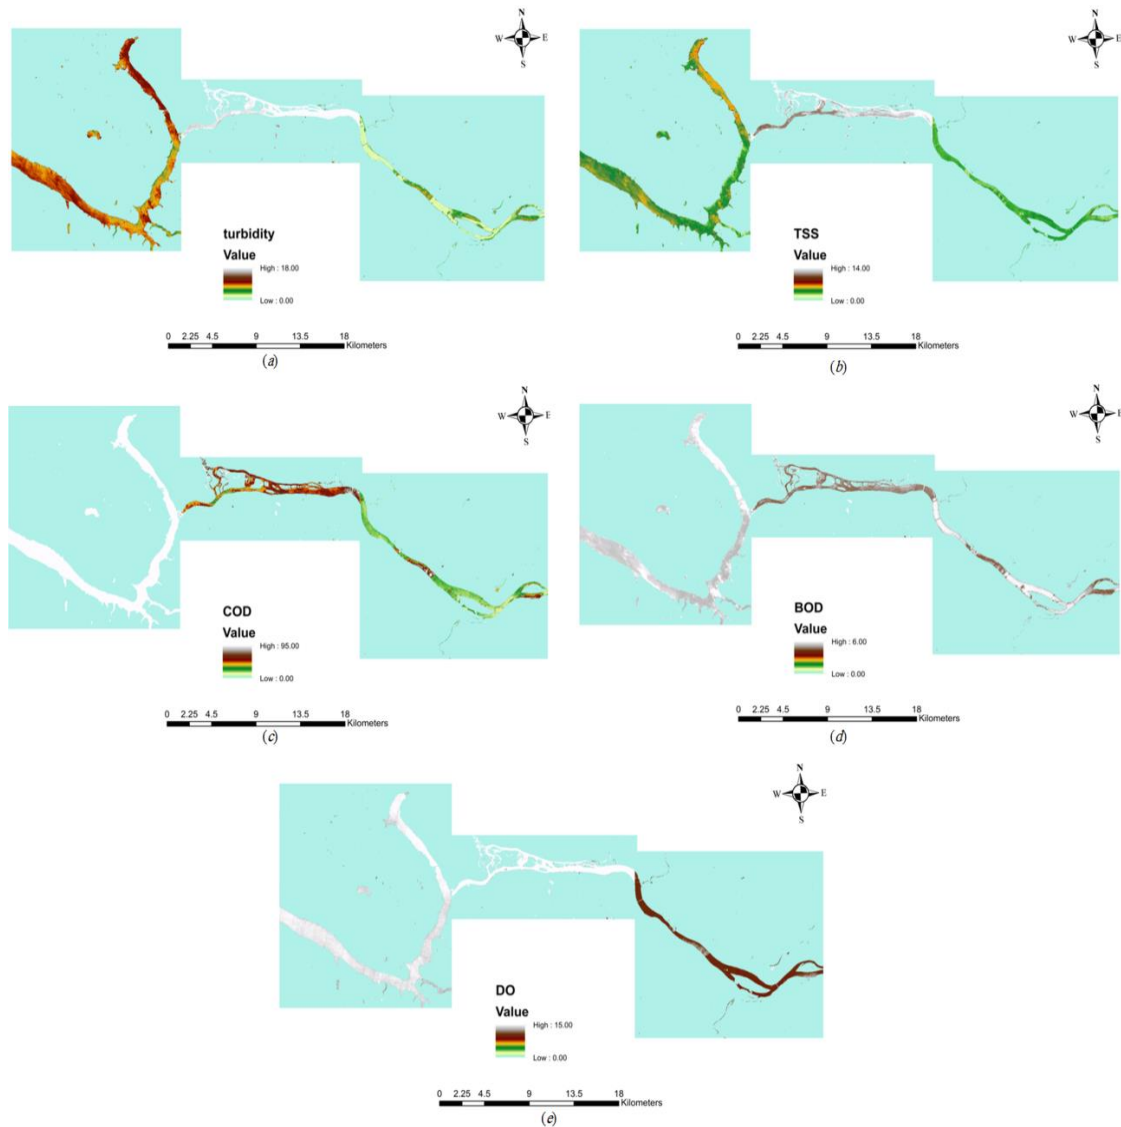 N
W E
S
turbidity
Value
High : 18.00
Low : 0.00
0 2.25 4.5 9 13.5 18
Kilometers
(a)
N
W E
S
TSS
Value
High : 14.00
Low : 0.00
0 2.25 4.5 9 13.5 18
Kilometers
(b)
N
W E
S
COD
Value
High : 95.00
Low : 0.00
0 2.25 4.5 9 13.5 18
Kilometers
(c)
N
W E
S
BOD
Value
High : 6.00
Low : 0.00
0 2.25 4.5 9 13.5 18
Kilometers
(d)
N
W E
S
DO
Value
High : 15.00
Low : 0.00
0 2.25 4.5 9 13.5 18
Kilometers
(e)